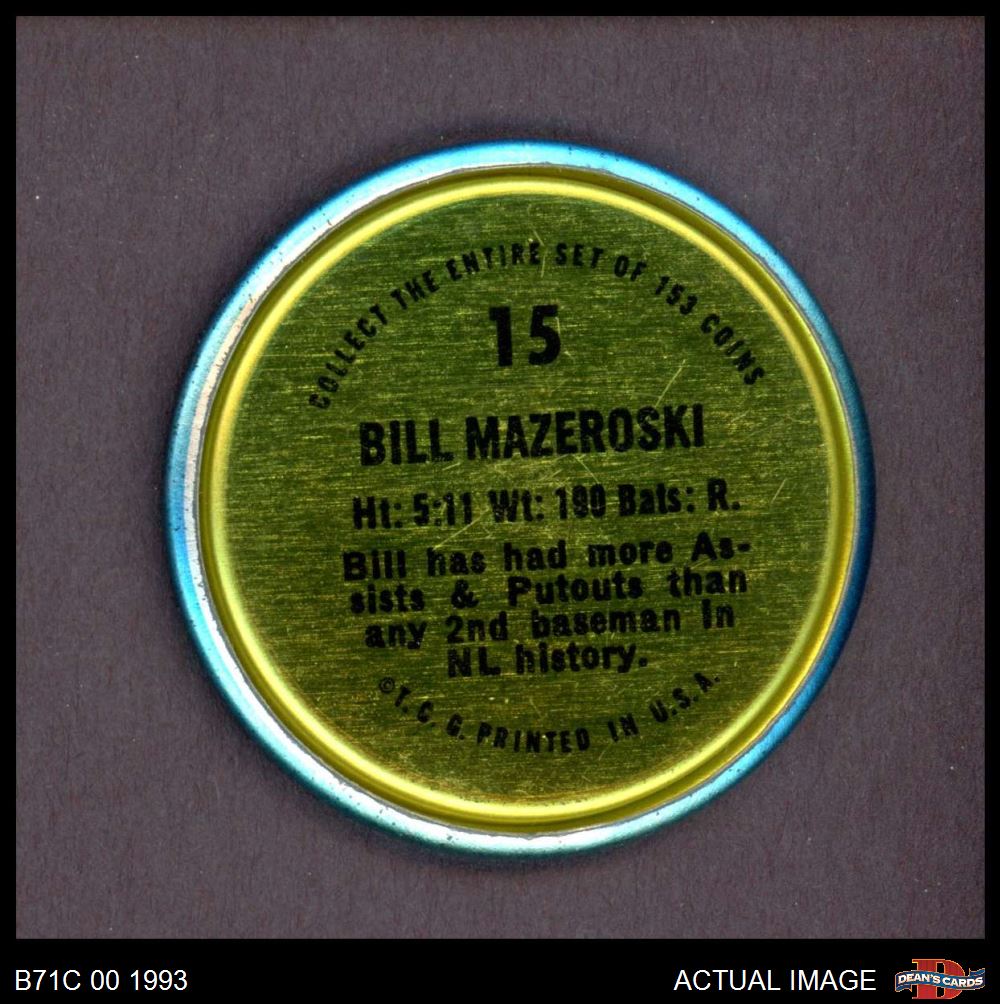 COLLECT THE ENTIRE SET OF 153 COINS
15
BILL MAZEROSKI
Ht: 5:11 Wt: 190 Bats: R.
Bill has had more As-
sists & Putouts than
any 2nd baseman in
NL history.
©T.C.G. PRINTED IN U.S.A.
B71C 00 1993
ACTUAL IMAGE
DEAN'S CARDS